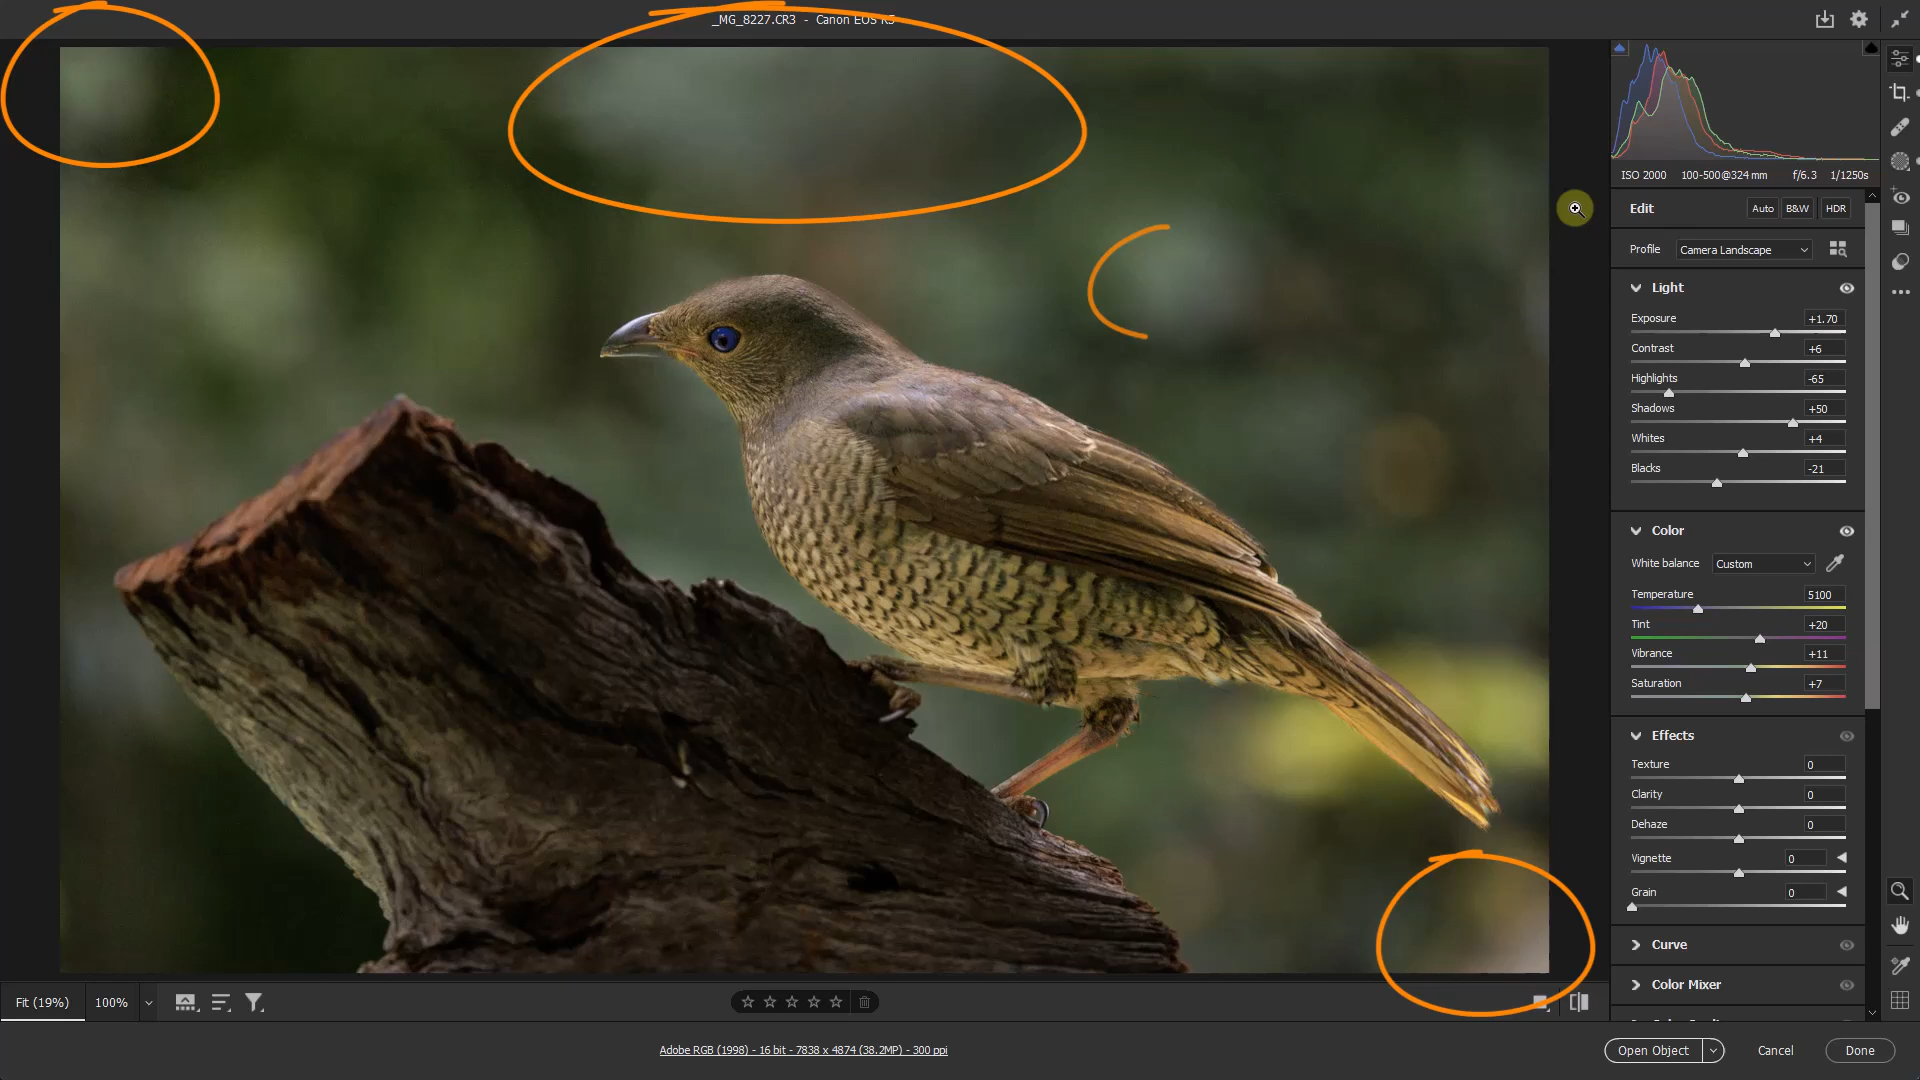 _MG_8227.CR3 - Canon EOS R5
ISO 2000 100-500@324 mm f/6.3 1/1250s
Edit Auto B&W HDR
Profile Camera Landscape
Light
Exposure +1.70
Contrast +6
Highlights -65
Shadows +50
Whites +4
Blacks -21
Color
White balance Custom
Temperature 5100
Tint +20
Vibrance +11
Saturation +7
Effects
Texture 0
Clarity 0
Dehaze 0
Vignette 0
Grain 0
Curve
Color Mixer
Fit (19%) 100%
Adobe RGB (1998) - 16 bit - 7838 x 4874 (38.2MP) - 300 ppi
Open Object Cancel Done